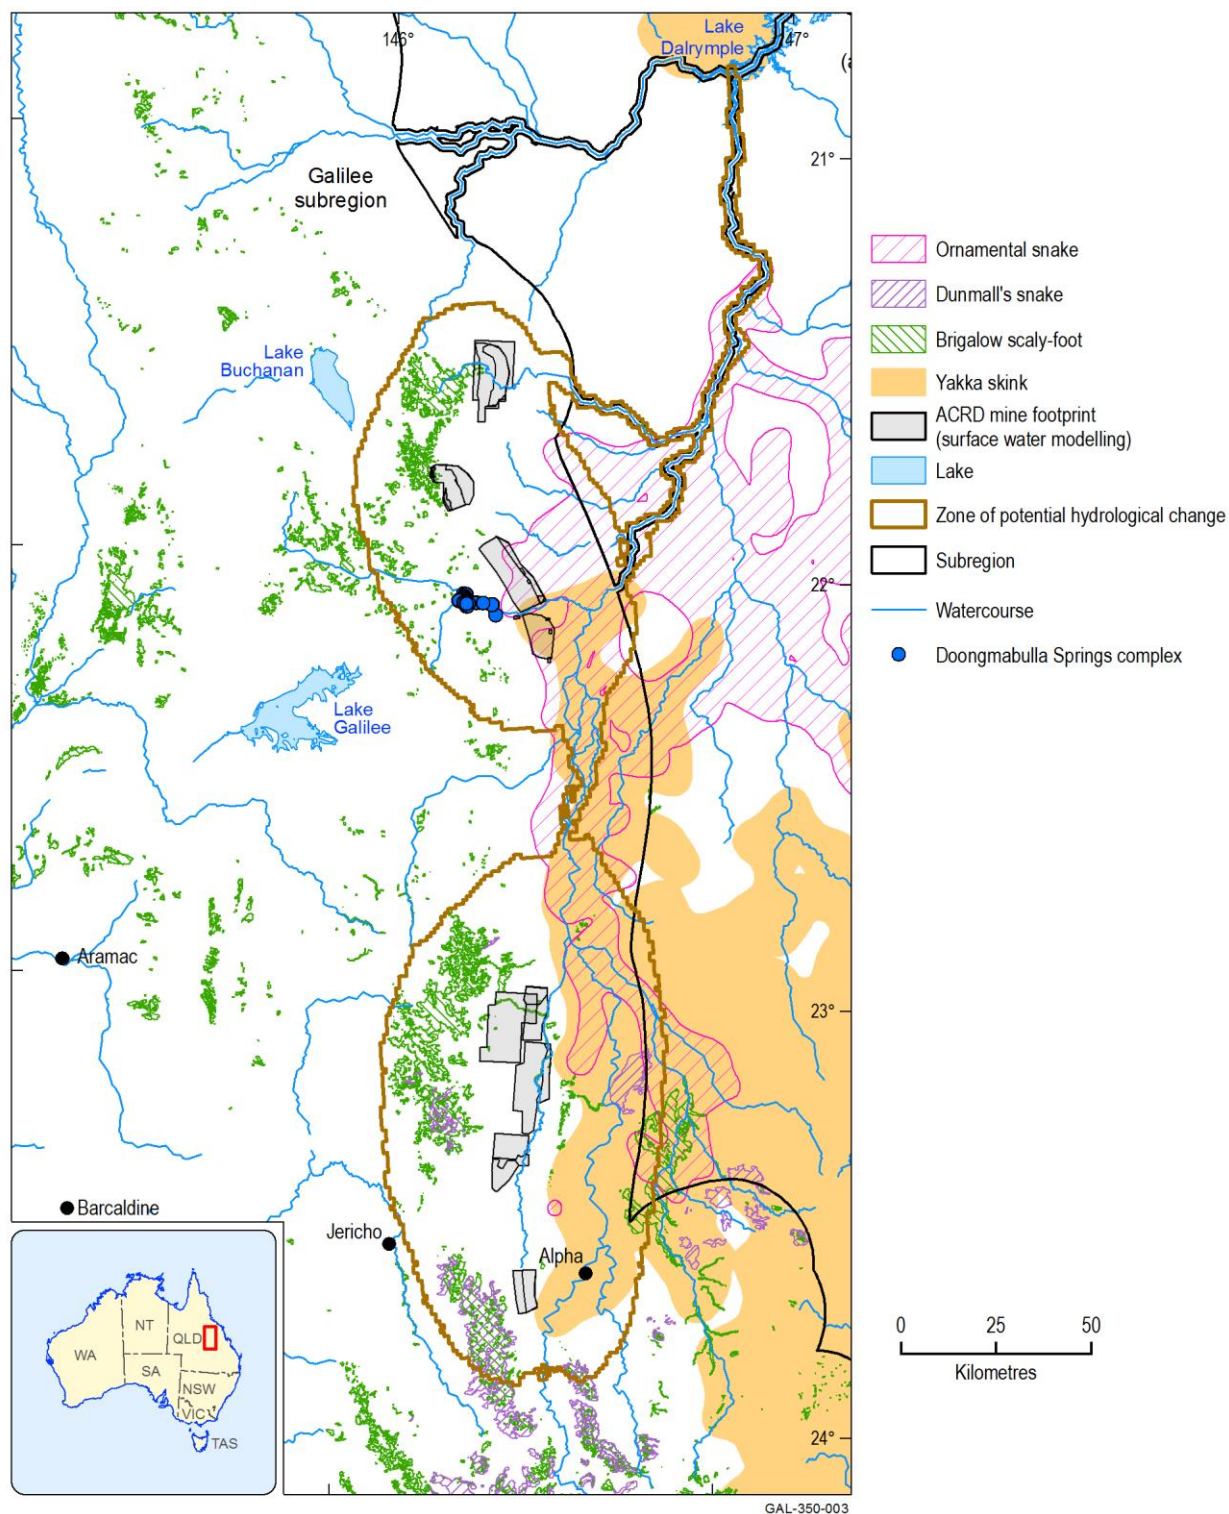 146°
Lake
Dalrymple
47°
(a
21°
Galilee
subregion
Lake
Buchanan
22°
Lake
Galilee
Aramac
23°
Barcaldine
Jericho
Alpha
24°
WA
NT
QLD
SA
NSW
VIC
TAS
Ornamental snake
Dunmall's snake
Brigalow scaly-foot
Yakka skink
ACRD mine footprint
(surface water modelling)
Lake
Zone of potential hydrological change
Subregion
Watercourse
Doongmabulla Springs complex
0 25 50
Kilometres
GAL-350-003